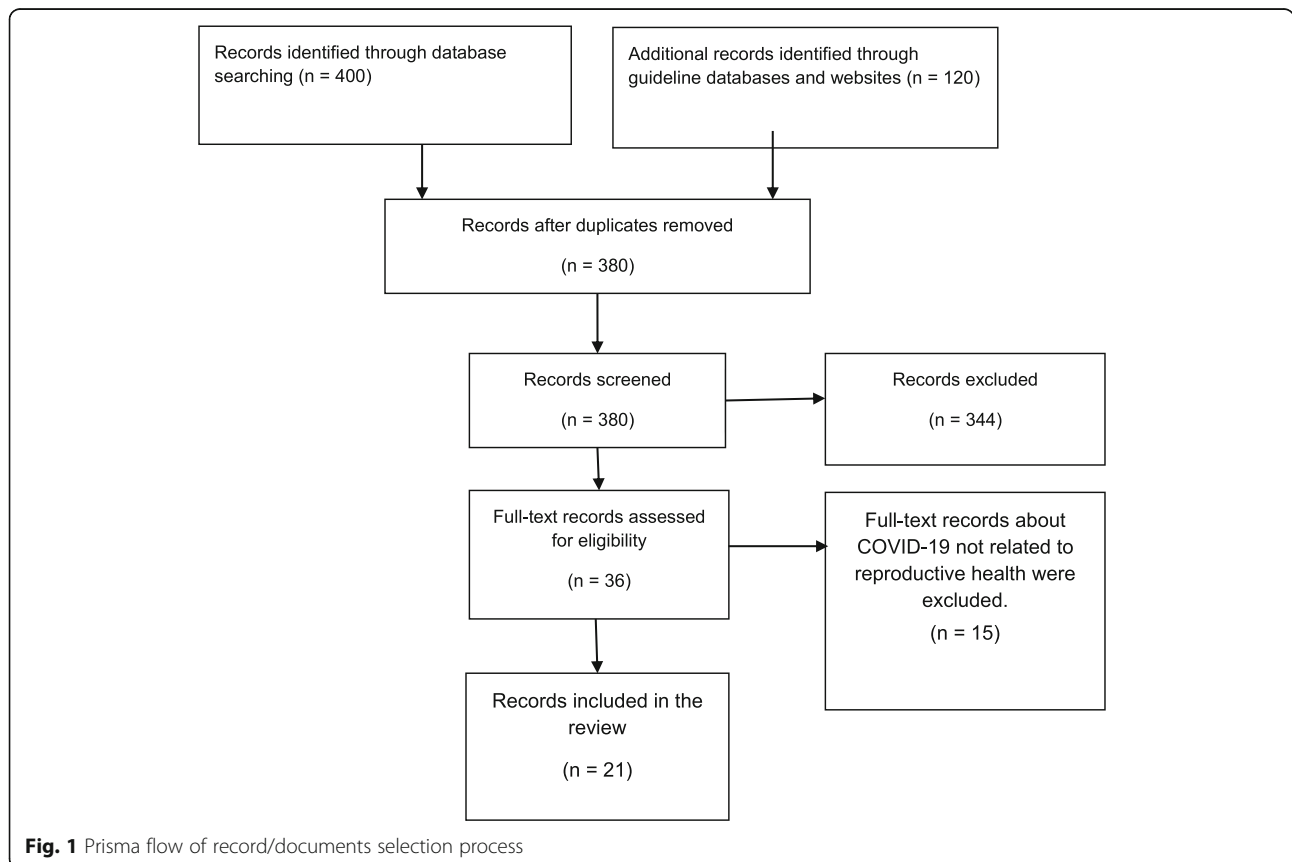 Records identified through database
searching (n = 400)
Additional records identified through
guideline databases and websites (n = 120)
Records after duplicates removed
(n = 380)
Records screened
(n = 380)
Records excluded
(n = 344)
Full-text records assessed
for eligibility
(n = 36)
Full-text records about
COVID-19 not related to
reproductive health were
excluded.
(n = 15)
Records included in the
review
(n = 21)
Fig. 1 Prisma flow of record/documents selection process